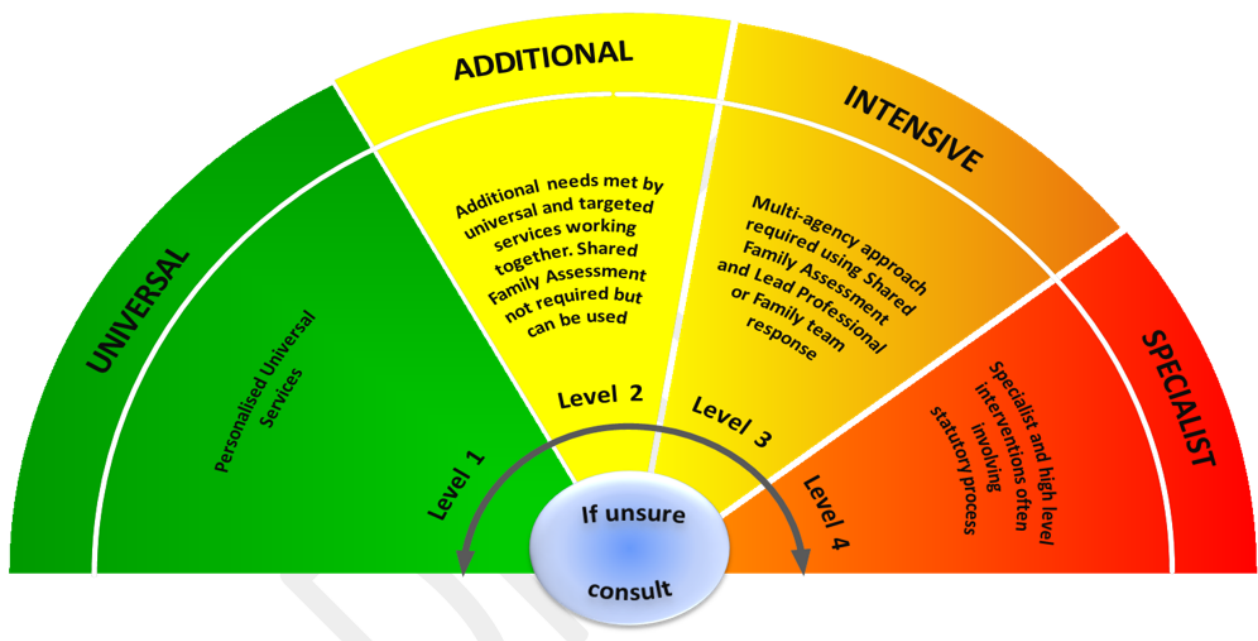 UNIVERSAL
Personalised Universal
Services
Level 1
ADDITIONAL
Additional needs met by
universal and targeted
services working
together. Shared
Family Assessment
not required but
can be used
Level 2
INTENSIVE
Multi-agency approach
required using Shared
Family Assessment
and Lead Professional
or Family team
response
Level 3
SPECIALIST
Specialist and high level
interventions often
involving
statutory process
Level 4
If unsure
consult